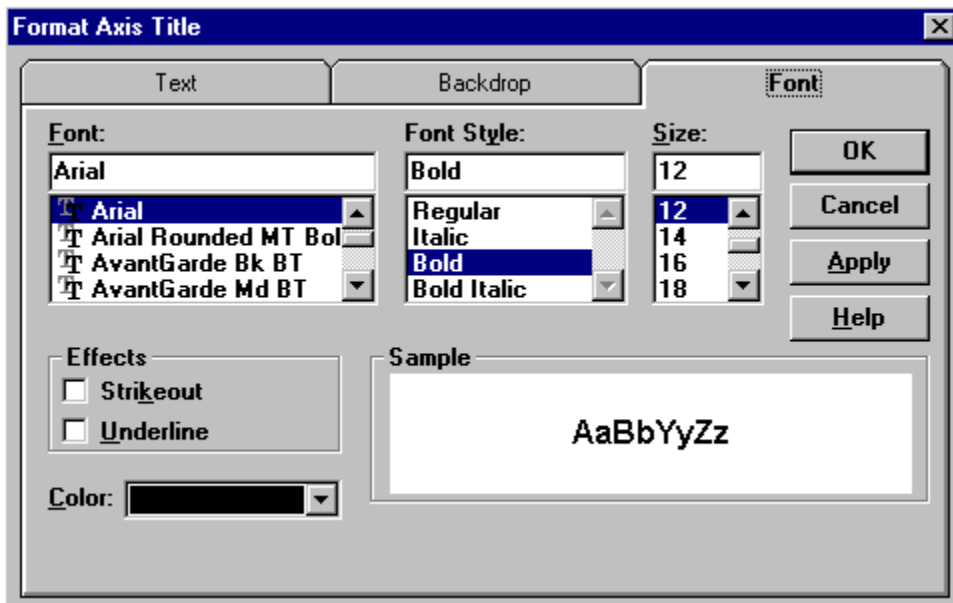 Format Axis Title
Text Backdrop Font
Font: Font Style: Size:
Arial Bold 12 OK
Arial Regular 12 Cancel
Arial Rounded MT Bol Italic 14
AvantGarde Bk BT Bold 16 Apply
AvantGarde Md BT Bold Italic 18
Help
Effects Sample
Strikeout
Underline AaBbYyZz
Color: